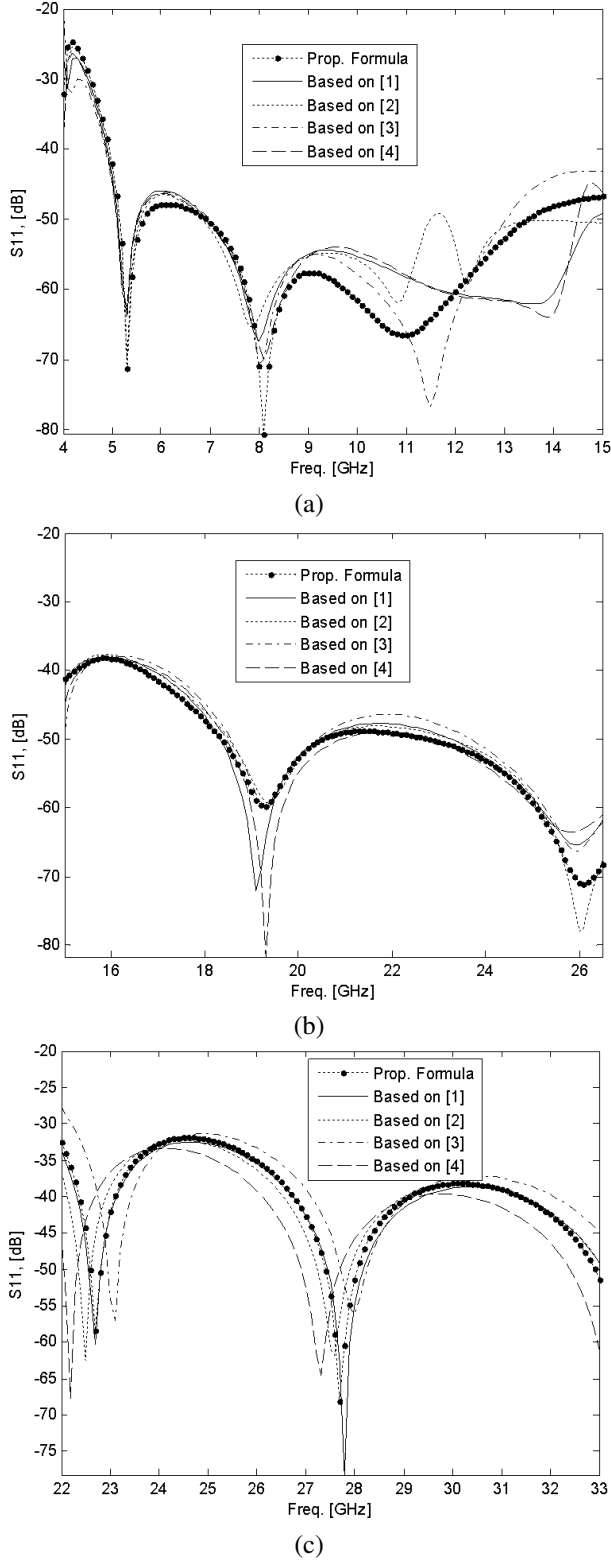 -20
-30
-40
-50
-60
-70
-80
S11, [dB]
Prop. Formula
Based on [1]
Based on [2]
Based on [3]
Based on [4]
4 5 6 7 8 9 10 11 12 13 14 15
Freq. [GHz]
(a)
-20
-30
-40
-50
-60
-70
-80
S11, [dB]
Prop. Formula
Based on [1]
Based on [2]
Based on [3]
Based on [4]
16 18 20 22 24 26
Freq. [GHz]
(b)
-20
-25
-30
-35
-40
-45
-50
-55
-60
-65
-70
-75
S11, [dB]
Prop. Formula
Based on [1]
Based on [2]
Based on [3]
Based on [4]
22 23 24 25 26 27 28 29 30 31 32 33
Freq. [GHz]
(c)